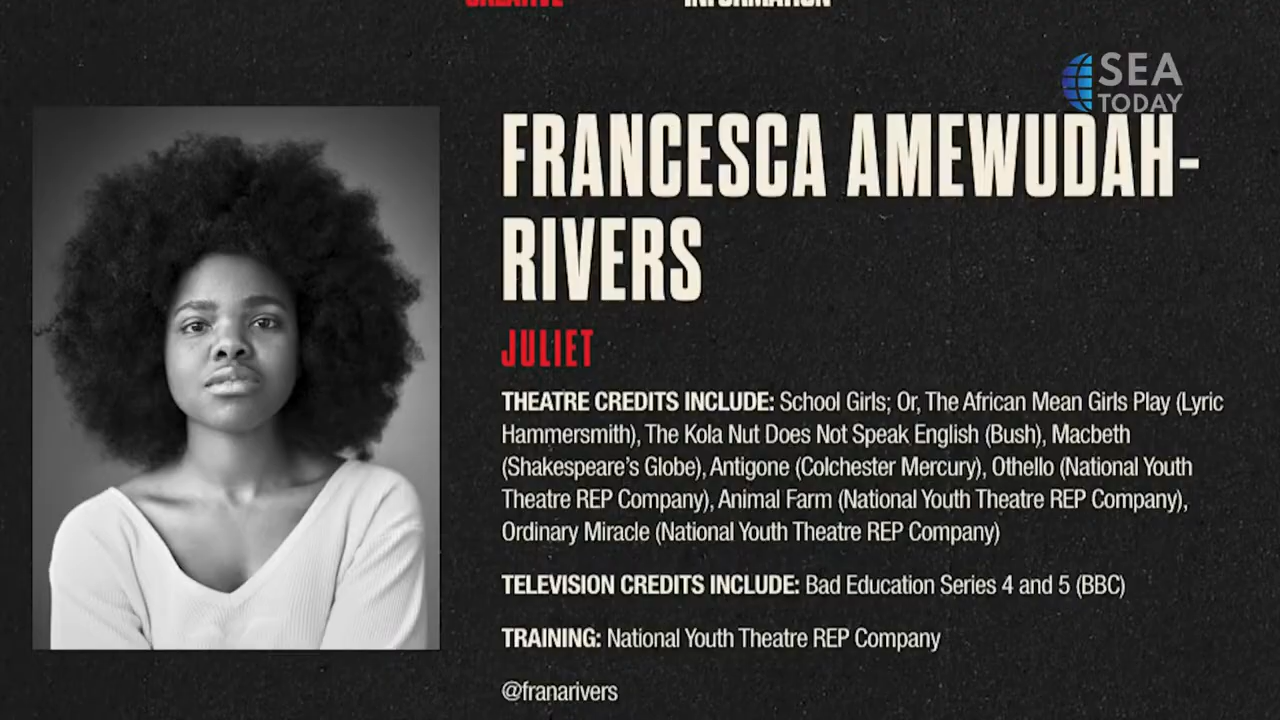 CREATIVE INFORMATION
SEA
TODAY
FRANCESCA AMEWUDAH-
RIVERS
JULIET
THEATRE CREDITS INCLUDE: School Girls; Or, The African Mean Girls Play (Lyric
Hammersmith), The Kola Nut Does Not Speak English (Bush), Macbeth
(Shakespeare's Globe), Antigone (Colchester Mercury), Othello (National Youth
Theatre REP Company), Animal Farm (National Youth Theatre REP Company),
Ordinary Miracle (National Youth Theatre REP Company)
TELEVISION CREDITS INCLUDE: Bad Education Series 4 and 5 (BBC)
TRAINING: National Youth Theatre REP Company
@franarivers